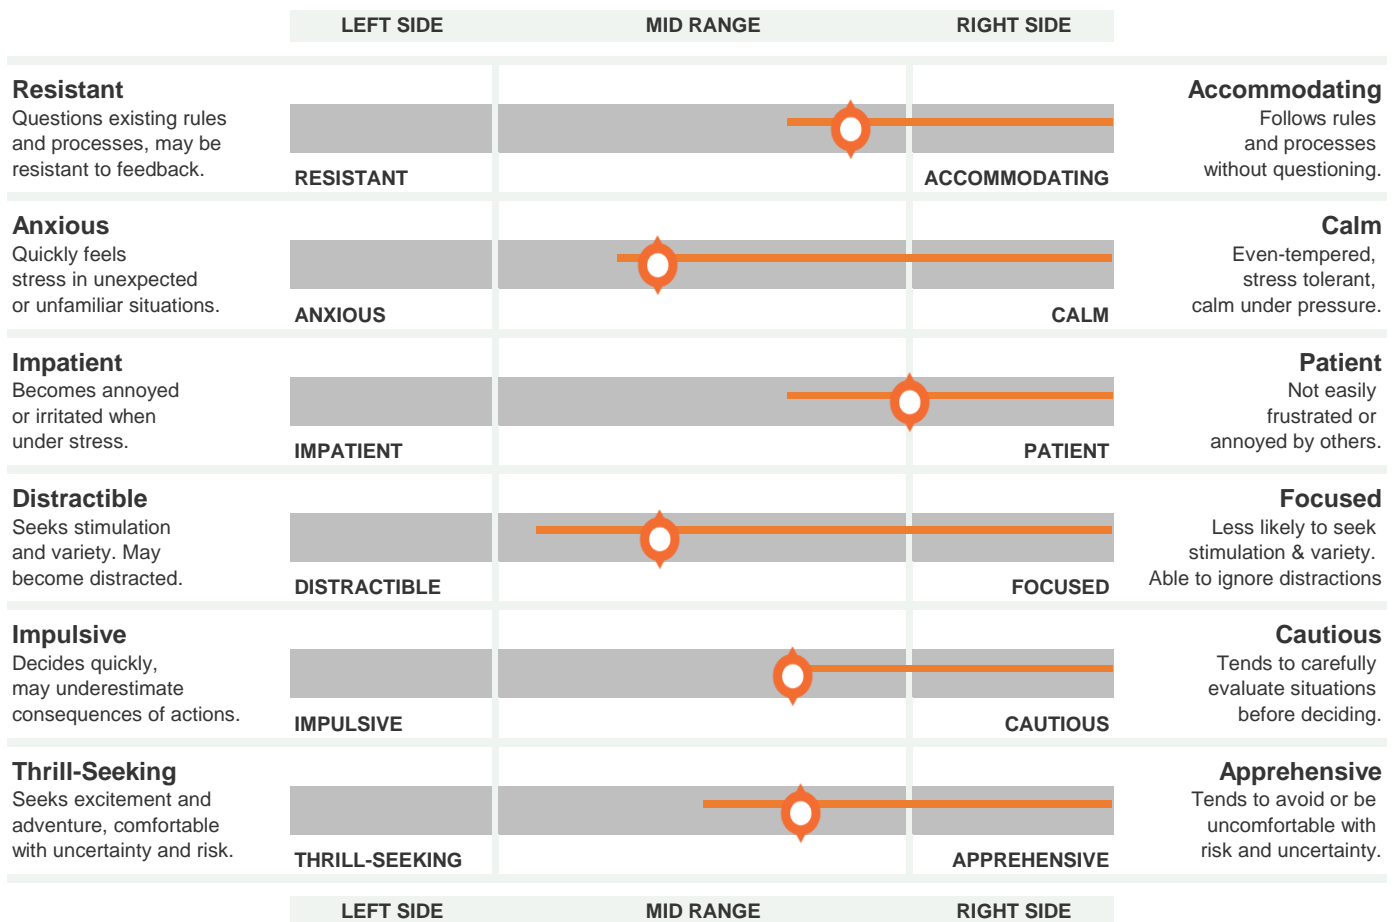 LEFT SIDE MID RANGE RIGHT SIDE
Resistant
Questions existing rules
and processes, may be
resistant to feedback.
RESISTANT
ACCOMMODATING
Accommodating
Follows rules
and processes
without questioning.
Anxious
Quickly feels
stress in unexpected
or unfamiliar situations.
ANXIOUS
CALM
Calm
Even-tempered,
stress tolerant,
calm under pressure.
Impatient
Becomes annoyed
or irritated when
under stress.
IMPATIENT
PATIENT
Patient
Not easily
frustrated or
annoyed by others.
Distractible
Seeks stimulation
and variety. May
become distracted.
DISTRACTIBLE
FOCUSED
Focused
Less likely to seek
stimulation & variety.
Able to ignore distractions
Impulsive
Decides quickly,
may underestimate
consequences of actions.
IMPULSIVE
CAUTIOUS
Cautious
Tends to carefully
evaluate situations
before deciding.
Thrill-Seeking
Seeks excitement and
adventure, comfortable
with uncertainty and risk.
THRILL-SEEKING
APPREHENSIVE
Apprehensive
Tends to avoid or be
uncomfortable with
risk and uncertainty.
LEFT SIDE MID RANGE RIGHT SIDE